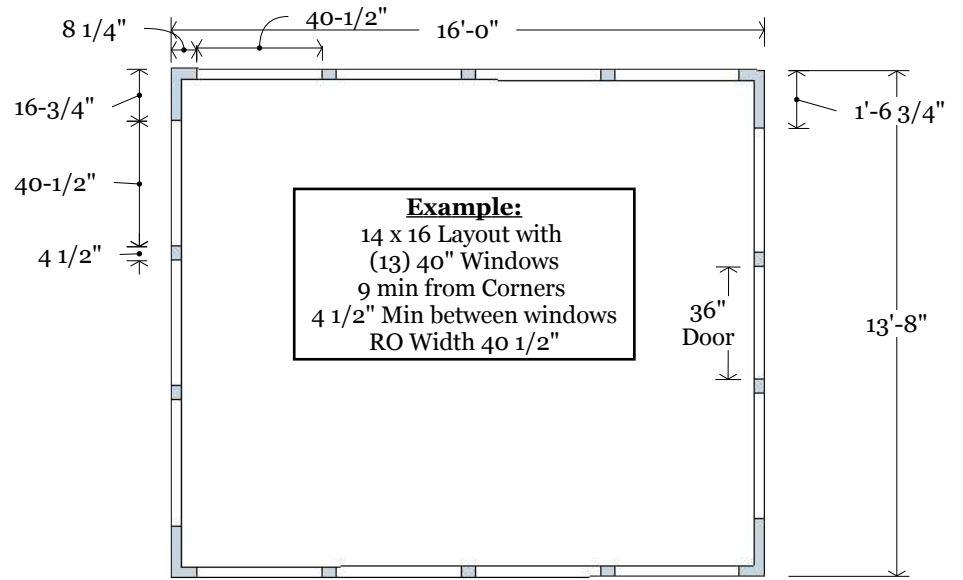 40-1/2"
8 1/4"
16'-0"
16-3/4"
1'-6 3/4"
40-1/2"
4 1/2"
Example:
14 x 16 Layout with
(13) 40" Windows
9 min from Corners
4 1/2" Min between windows
RO Width 40 1/2"
36"
Door
13'-8"